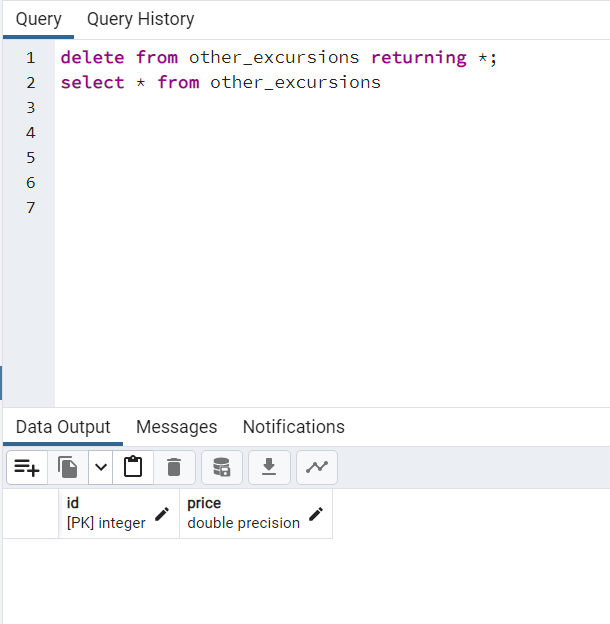 Query Query History
1 delete from other_excursions returning *;
2 select * from other_excursions
3
4
5
6
7
Data Output Messages Notifications
id price
[PK] integer double precision